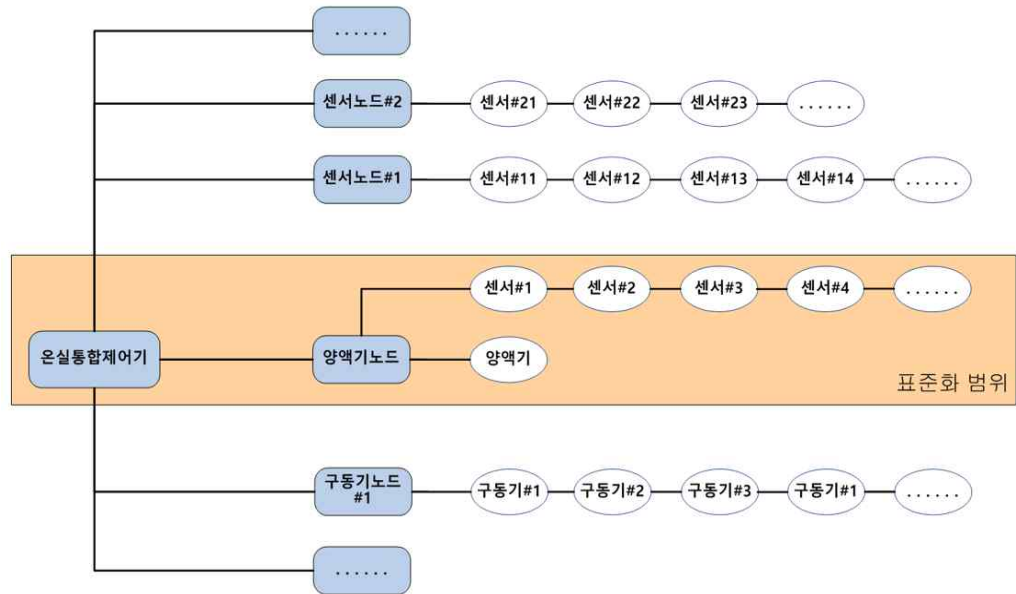 ......
센서노드#2
센서#21
센서#22
센서#23
......
센서노드#1
센서#11
센서#12
센서#13
센서#14
......
센서#1
센서#2
센서#3
센서#4
......
온실통합제어기
양액기노드
양액기
표준화 범위
구동기노드
#1
구동기#1
구동기#2
구동기#3
구동기#1
......
......